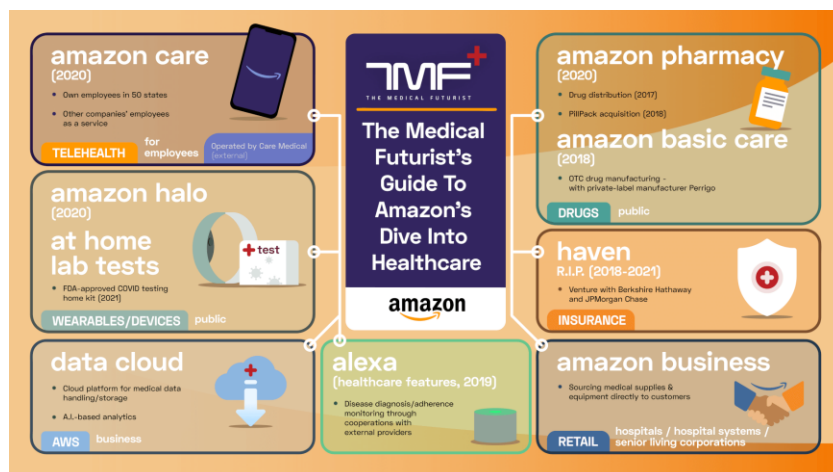 amazon care
(2020)
• Own employees in 50 states
• Other companies' employees
as a service
TELEHEALTH
for
employees
Operated by Care Medical
(external)
amazon halo
(2020)
at home
lab tests
• FDA-approved COVID testing
home kit (2021)
+test
WEARABLES/DEVICES
public
data cloud
• Cloud platform for medical data
handling/storage
• A.I.-based analytics
AWS
business
TMF+
THE MEDICAL FUTURIST
The Medical
Futurist's
Guide To
Amazon's
Dive Into
Healthcare
amazon
alexa
(healthcare features, 2019)
• Disease diagnosis/adherence
monitoring through
cooperations with
external providers
amazon pharmacy
(2020)
• Drug distribution (2017)
• PillPack acquisition (2018)
amazon basic care
(2018)
• OTC drug manufacturing -
with private-label manufacturer Perrigo
DRUGS
public
haven
R.I.P. (2018-2021)
• Venture with Berkshire Hathaway
and JPMorgan Chase
INSURANCE
amazon business
• Sourcing medical supplies &
equipment directly to customers
RETAIL
hospitals / hospital systems /
senior living corporations